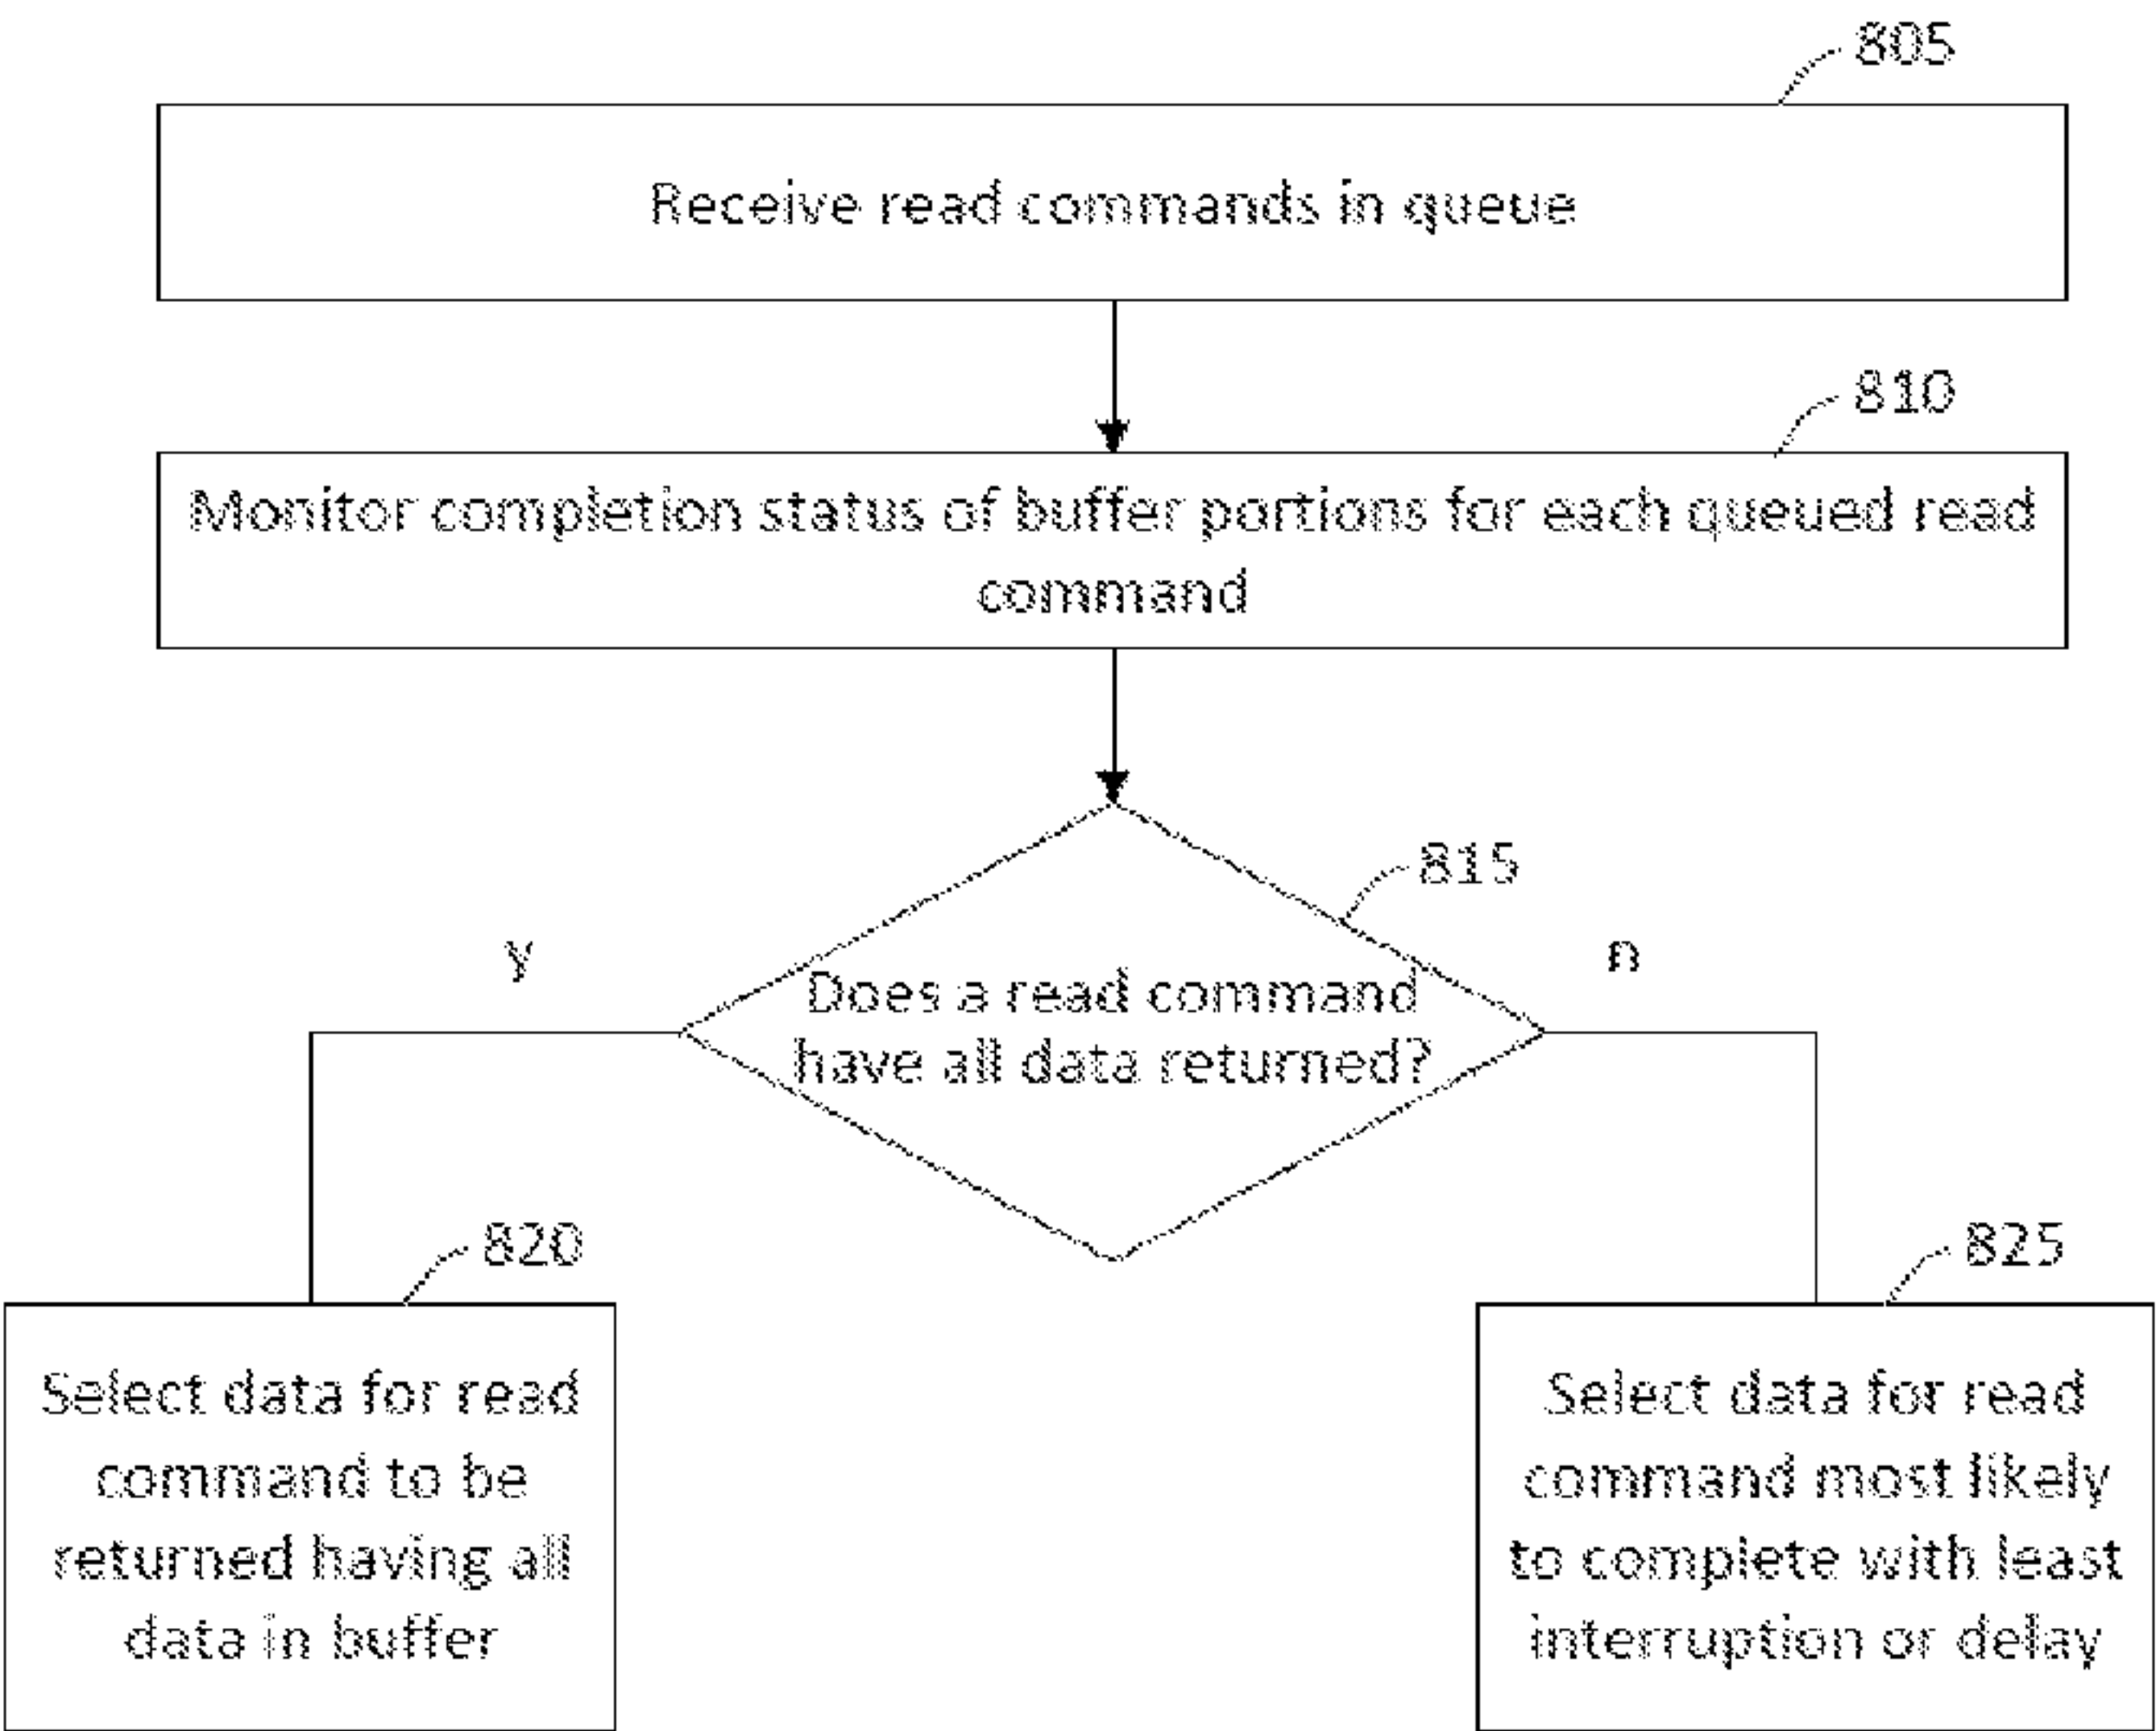 805
Receive read commands in queue
810
Monitor completion status of buffer portions for each queued read
command
815
y
n
Does a read command
have all data returned?
820
825
Select data for read
command to be
returned having all
data in buffer
Select data for read
command most likely
to complete with least
interruption or delay